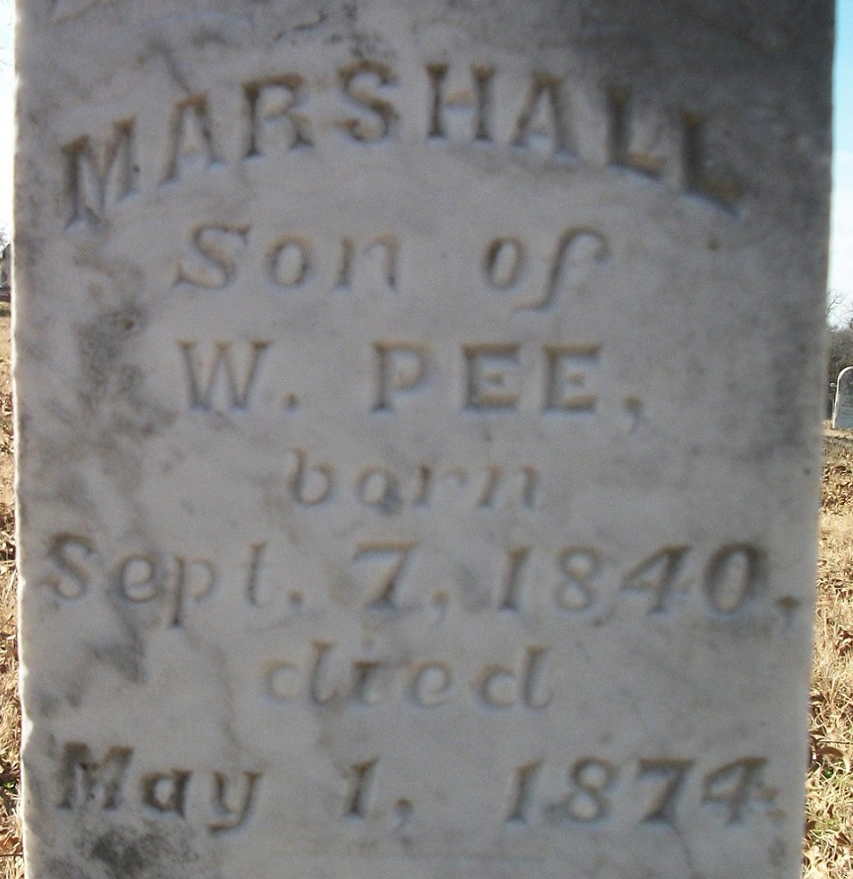 MARSHALL
Son of
W. PEE,
born
Sept. 7, 1840,
died
May 1, 1874.